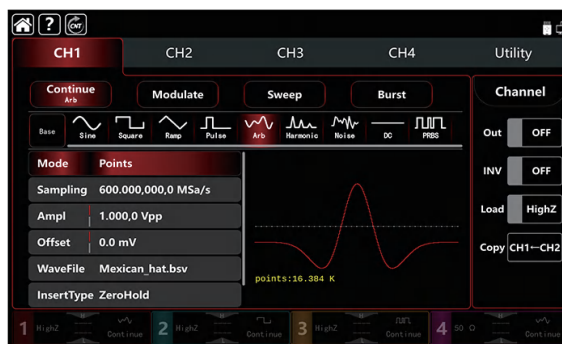 ? CNT
CH1 CH2 CH3 CH4 Utility
Continue
Arb
Modulate Sweep Burst Channel
Base Sine Square Ramp Pulse Arb Harmonic Noise DC PRBS
Mode Points
Sampling 600.000,000,0 MSa/s
Ampl 1.000,0 Vpp
Offset 0.0 mV
WaveFile Mexican_hat.bsv
InsertType ZeroHold
points:16.384 K
Out OFF
INV OFF
Load HighZ
Copy CH1←CH2
1 HighZ Continue 2 HighZ Continue 3 HighZ Continue 4 50 Ω Continue